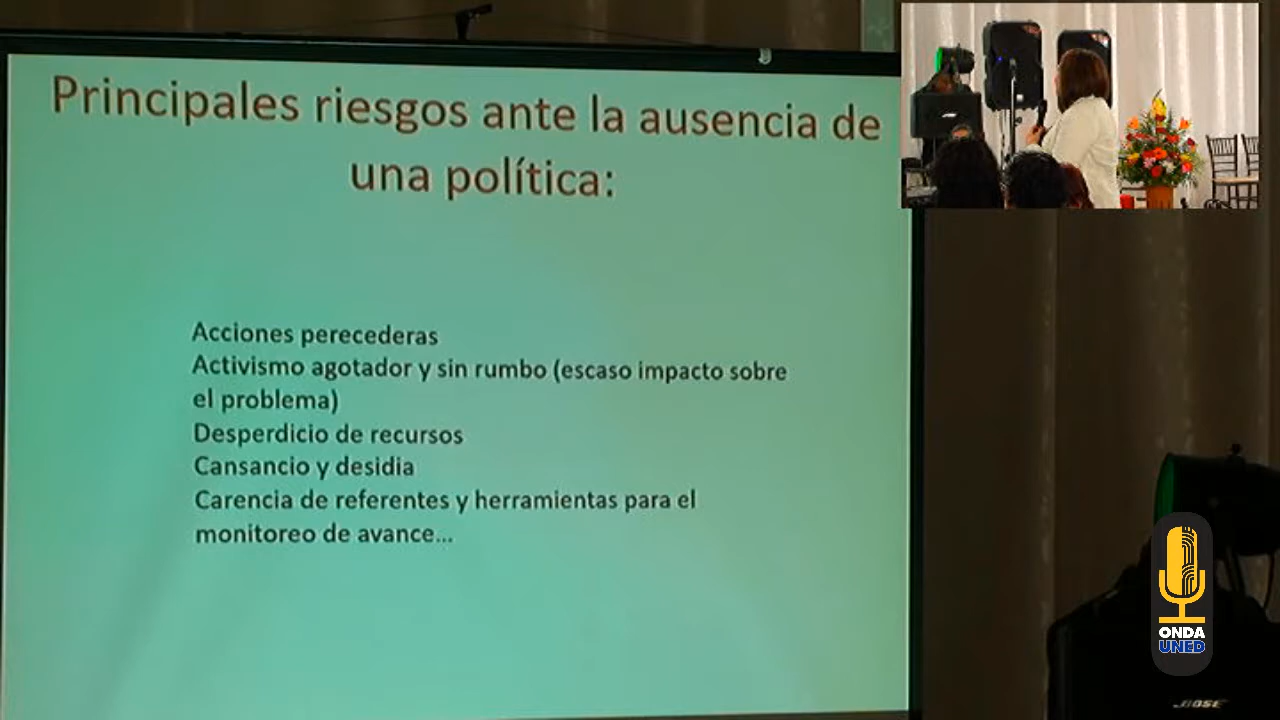 Principales riesgos ante la ausencia de
una política:
Acciones perecederas
Activismo agotador y sin rumbo (escaso impacto sobre
el problema)
Desperdicio de recursos
Cansancio y desidia
Carencia de referentes y herramientas para el
monitoreo de avance...
ONDA
UNED
BOSE